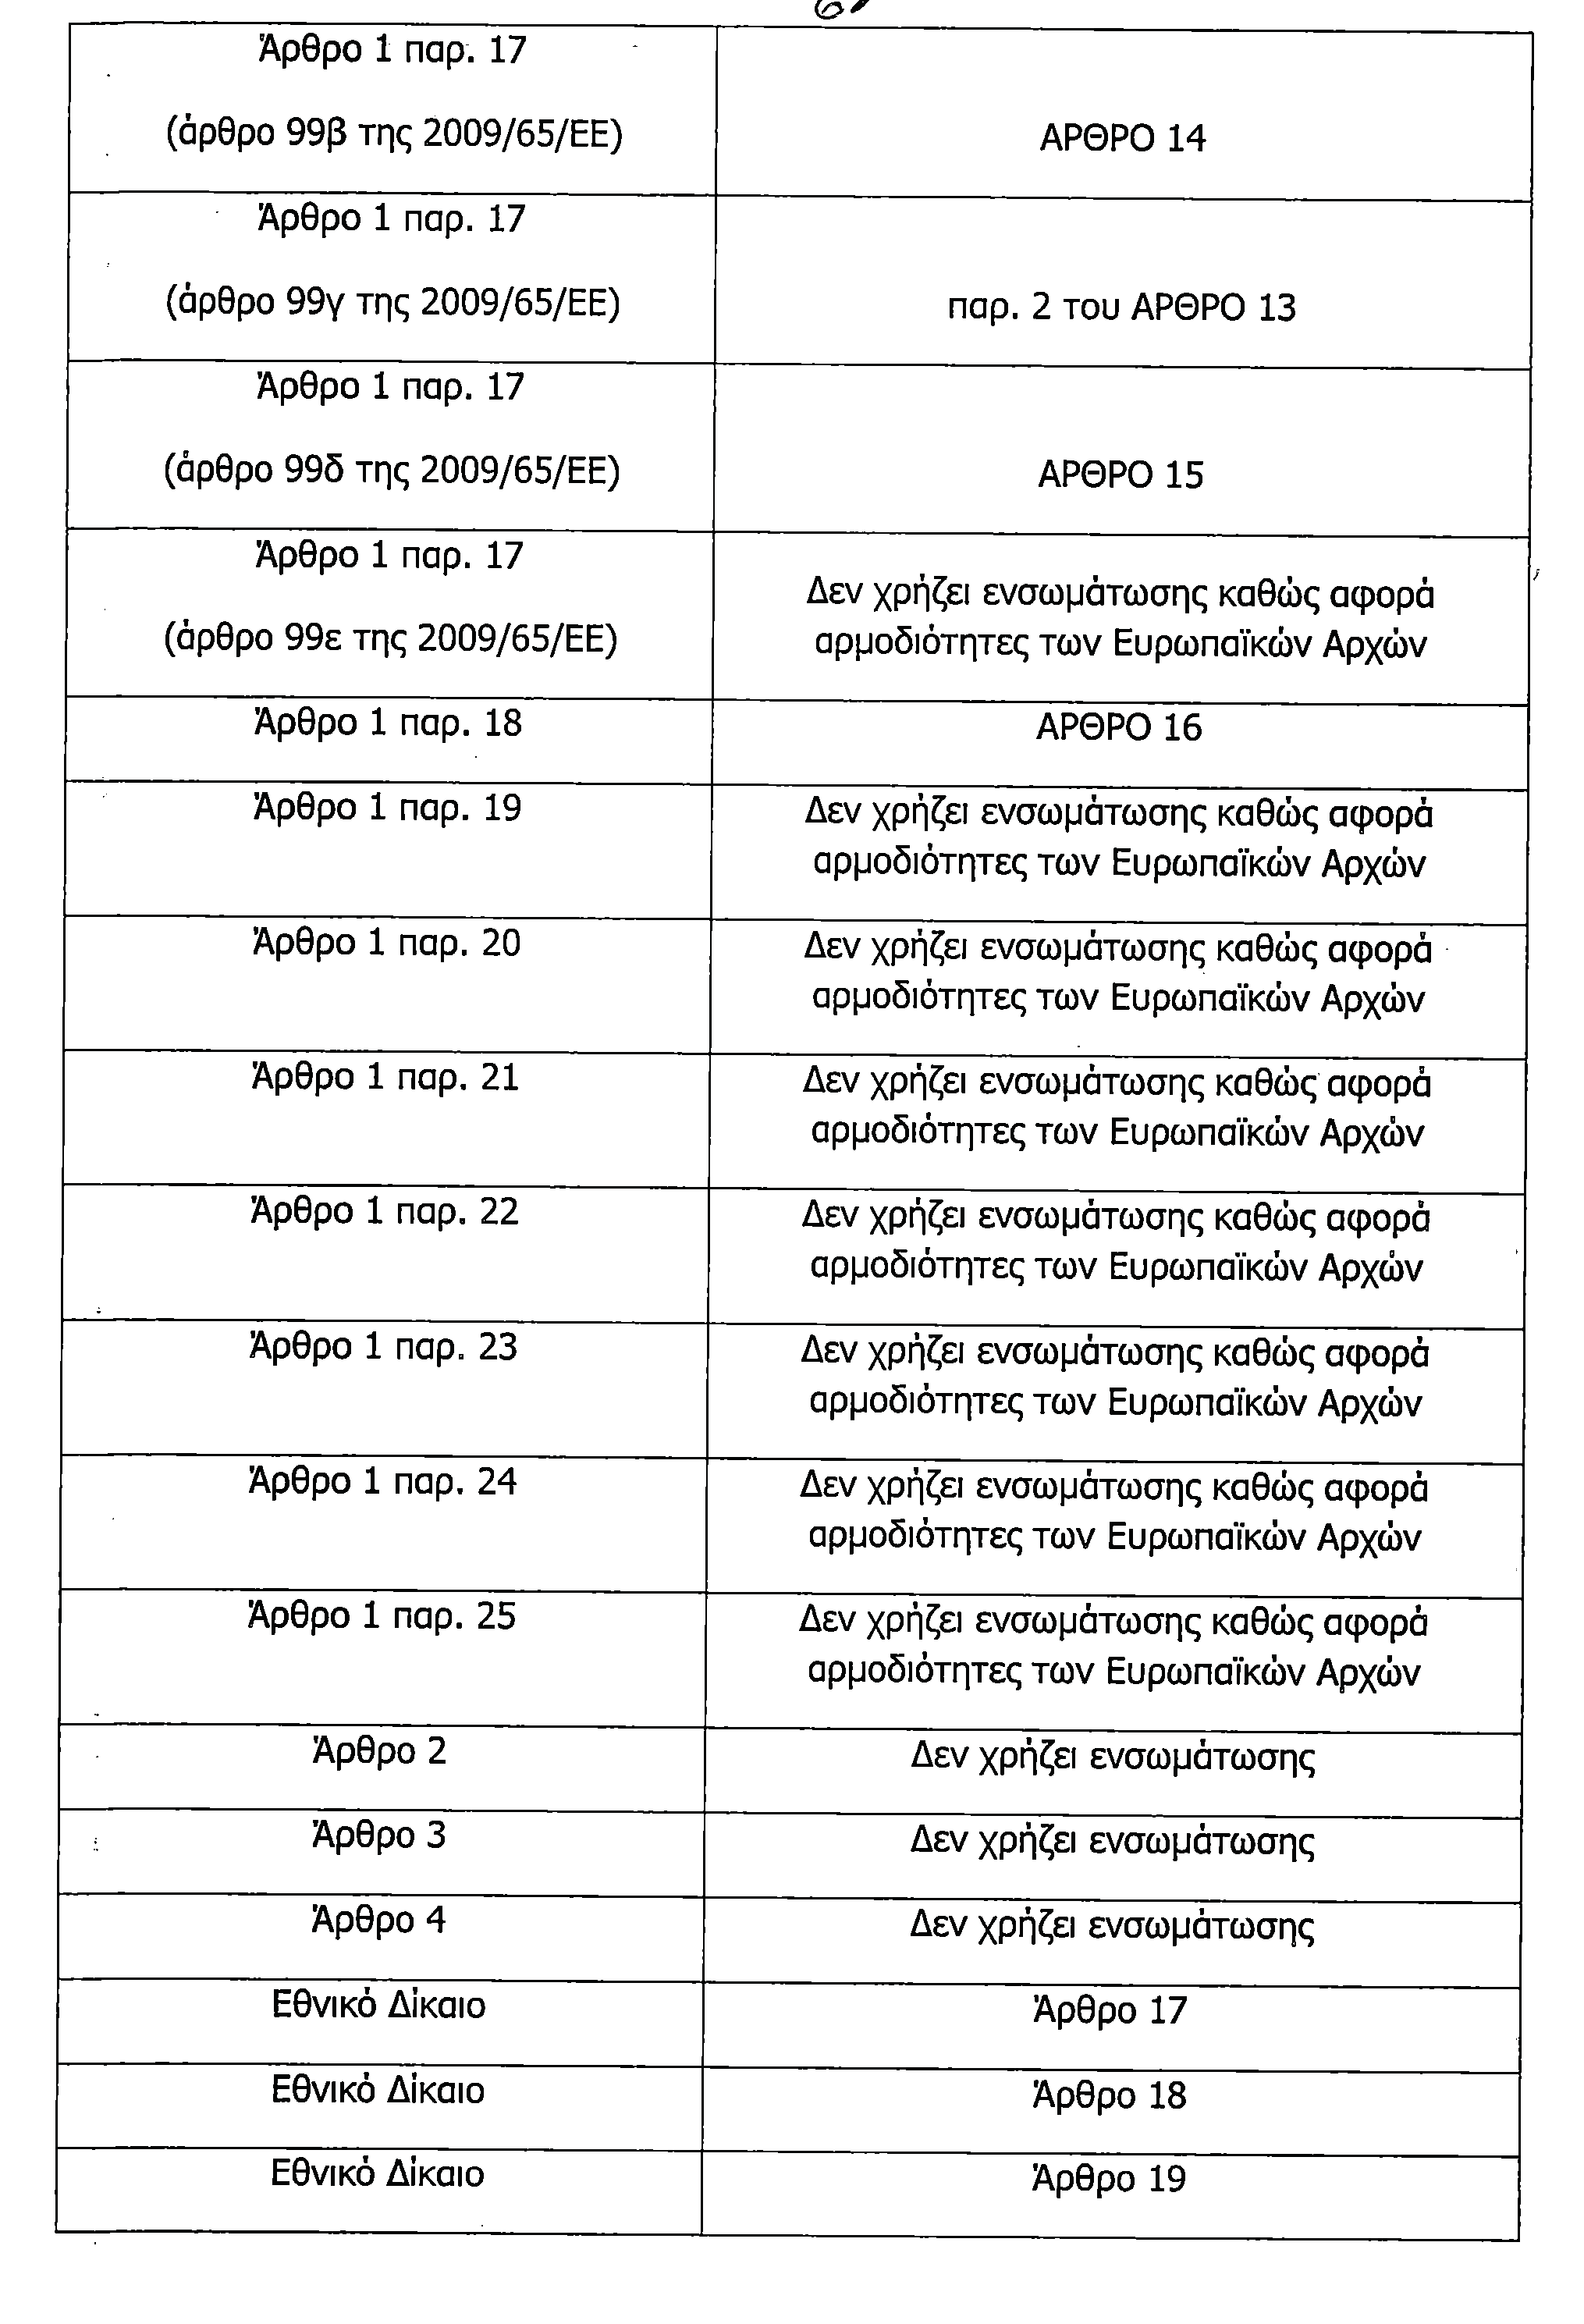 Άρθρο 1 παρ. 17
(άρθρο 99β της 2009/65/ΕΕ)
ΑΡΘΡΟ 14
Άρθρο 1 παρ. 17
(άρθρο 99γ της 2009/65/ΕΕ)
παρ. 2 του ΑΡΘΡΟ 13
Άρθρο 1 παρ. 17
(άρθρο 99δ της 2009/65/ΕΕ)
ΑΡΘΡΟ 15
Άρθρο 1 παρ. 17
(άρθρο 99ε της 2009/65/ΕΕ)
Δεν χρήζει ενσωμάτωσης καθώς αφορά
αρμοδιότητες των Ευρωπαϊκών Αρχών
Άρθρο 1 παρ. 18
ΑΡΘΡΟ 16
Άρθρο 1 παρ. 19
Δεν χρήζει ενσωμάτωσης καθώς αφορά
αρμοδιότητες των Ευρωπαϊκών Αρχών
Άρθρο 1 παρ. 20
Δεν χρήζει ενσωμάτωσης καθώς αφορά
αρμοδιότητες των Ευρωπαϊκών Αρχών
Άρθρο 1 παρ. 21
Δεν χρήζει ενσωμάτωσης καθώς αφορά
αρμοδιότητες των Ευρωπαϊκών Αρχών
Άρθρο 1 παρ. 22
Δεν χρήζει ενσωμάτωσης καθώς αφορά
αρμοδιότητες των Ευρωπαϊκών Αρχών
Άρθρο 1 παρ. 23
Δεν χρήζει ενσωμάτωσης καθώς αφορά
αρμοδιότητες των Ευρωπαϊκών Αρχών
Άρθρο 1 παρ. 24
Δεν χρήζει ενσωμάτωσης καθώς αφορά
αρμοδιότητες των Ευρωπαϊκών Αρχών
Άρθρο 1 παρ. 25
Δεν χρήζει ενσωμάτωσης καθώς αφορά
αρμοδιότητες των Ευρωπαϊκών Αρχών
Άρθρο 2
Δεν χρήζει ενσωμάτωσης
Άρθρο 3
Δεν χρήζει ενσωμάτωσης
Άρθρο 4
Δεν χρήζει ενσωμάτωσης
Εθνικό Δίκαιο
Άρθρο 17
Εθνικό Δίκαιο
Άρθρο 18
Εθνικό Δίκαιο
Άρθρο 19